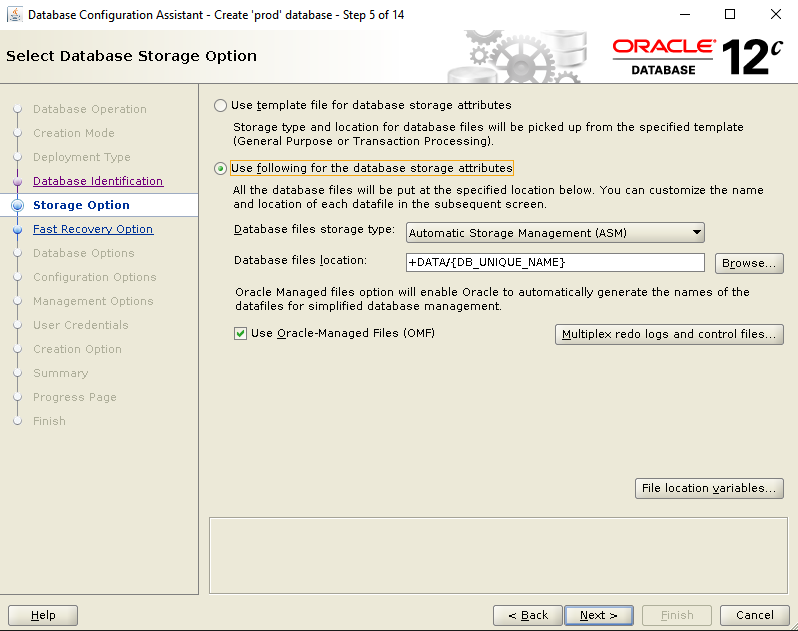 Database Configuration Assistant - Create 'prod' database - Step 5 of 14
Select Database Storage Option
ORACLE®
DATABASE
12c
Database Operation
Creation Mode
Deployment Type
Database Identification
Storage Option
Fast Recovery Option
Database Options
Configuration Options
Management Options
User Credentials
Creation Option
Summary
Progress Page
Finish
Use template file for database storage attributes
Storage type and location for database files will be picked up from the specified template
(General Purpose or Transaction Processing).
Use following for the database storage attributes
All the database files will be put at the specified location below. You can customize the name
and location of each datafile in the subsequent screen.
Database files storage type: Automatic Storage Management (ASM)
Database files location: +DATA/{DB_UNIQUE_NAME} Browse...
Oracle Managed files option will enable Oracle to automatically generate the names of the
datafiles for simplified database management.
Use Oracle-Managed Files (OMF) Multiplex redo logs and control files...
File location variables...
Help < Back Next > Finish Cancel